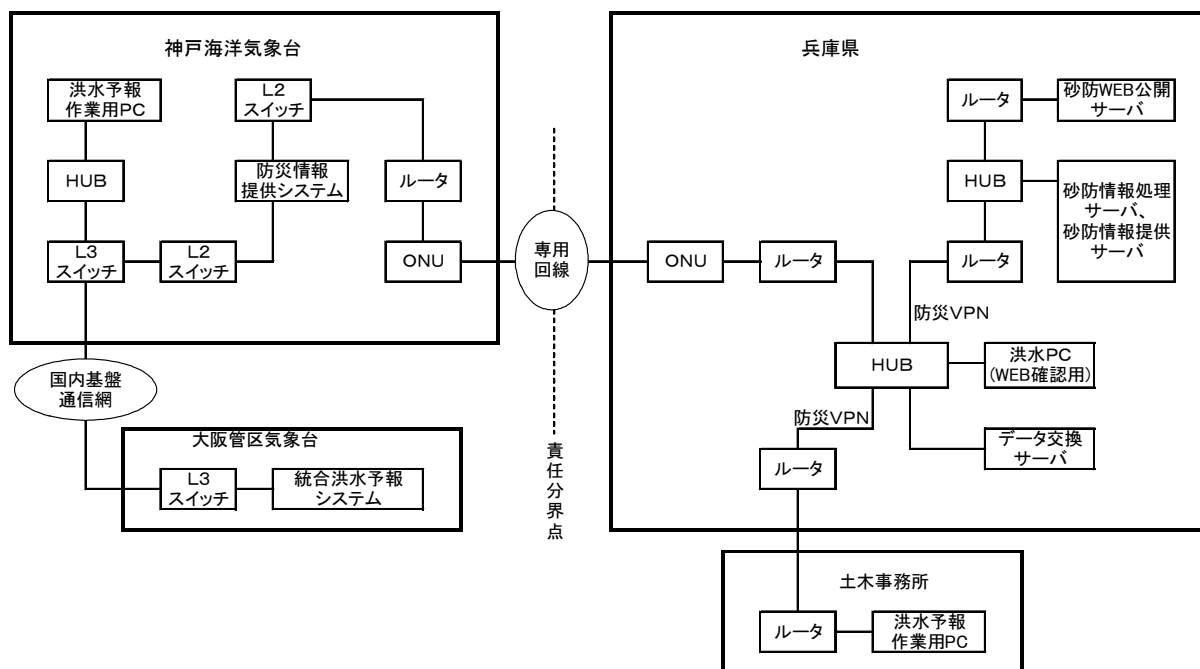 神戸海洋気象台
洪水予報
作業用PC
L2
スイッチ
HUB
防災情報
提供システム
ルータ
L3
スイッチ
L2
スイッチ
ONU
国内基盤
通信網
大阪管区気象台
L3
スイッチ
統合洪水予報
システム
専用
回線
責任分界点
兵庫県
ルータ
砂防WEB公開
サーバ
HUB
砂防情報処理
サーバ、
砂防情報提供
サーバ
ルータ
ONU
ルータ
防災VPN
HUB
洪水PC
(WEB確認用)
防災VPN
データ交換
サーバ
ルータ
土木事務所
ルータ
洪水予報
作業用PC